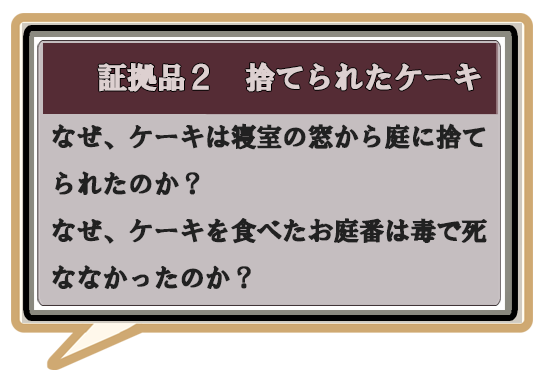 証拠品２　捨てられたケーキ
なぜ、ケーキは寝室の窓から庭に捨て
られたのか？
なぜ、ケーキを食べたお庭番は毒で死
ななかったのか？